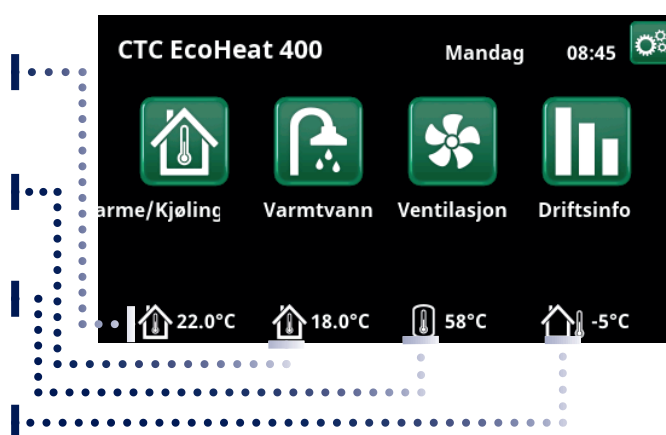 CTC EcoHeat 400 Mandag 08:45
arme/Kjøling Varmtvann Ventilasjon Driftsinfo
22.0°C 18.0°C 58°C -5°C